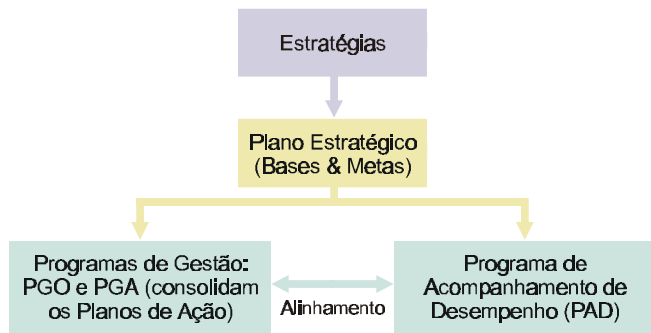 Estratégias
Plano Estratégico
(Bases & Metas)
Programas de Gestão:
PGO e PGA (consolidam
os Planos de Ação)
Alinhamento
Programa de
Acompanhamento de
Desempenho (PAD)